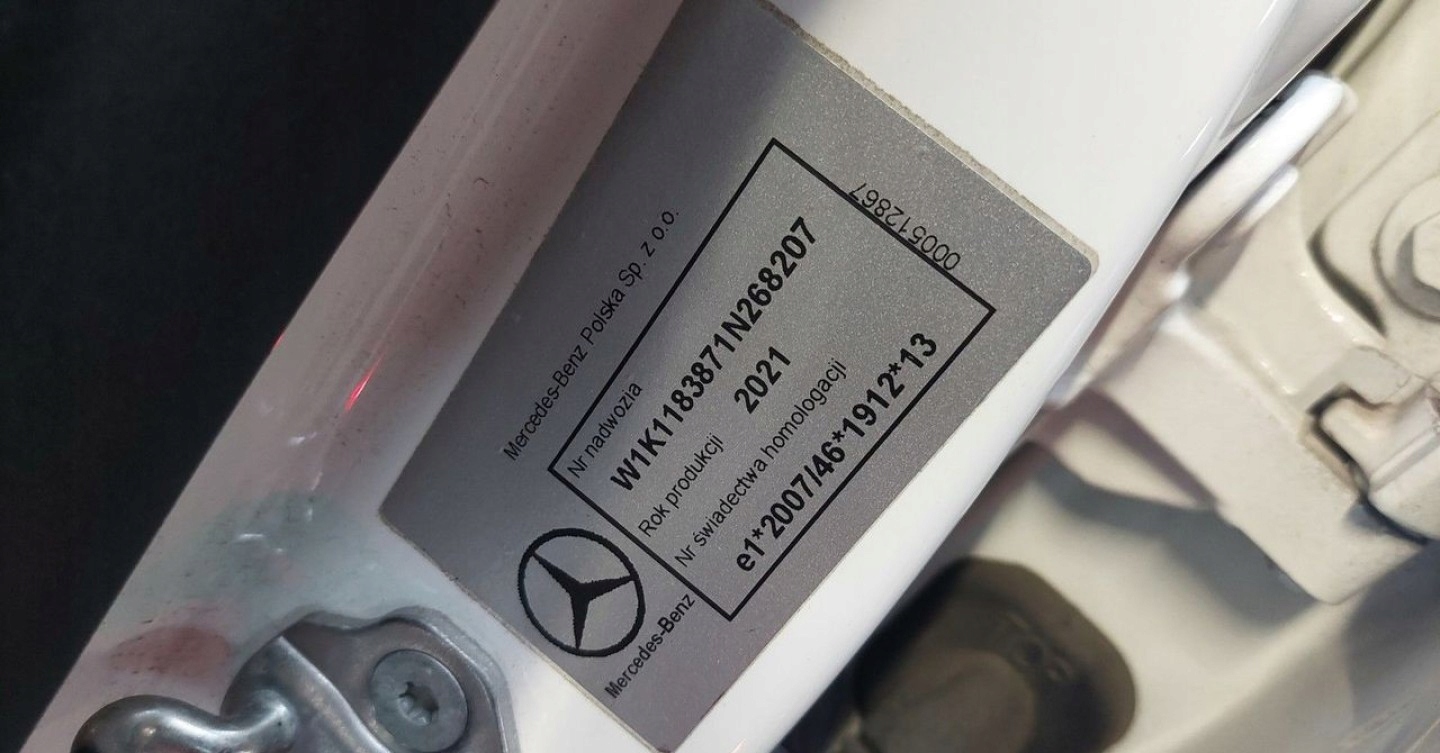 Mercedes-Benz Polska Sp. z o.o.
Nr nadwozia
W1K1183871N268207
Rok produkcji
2021
Nr świadectwa homologacji
e1*2007/46*1912*13
000512867
Mercedes-Benz